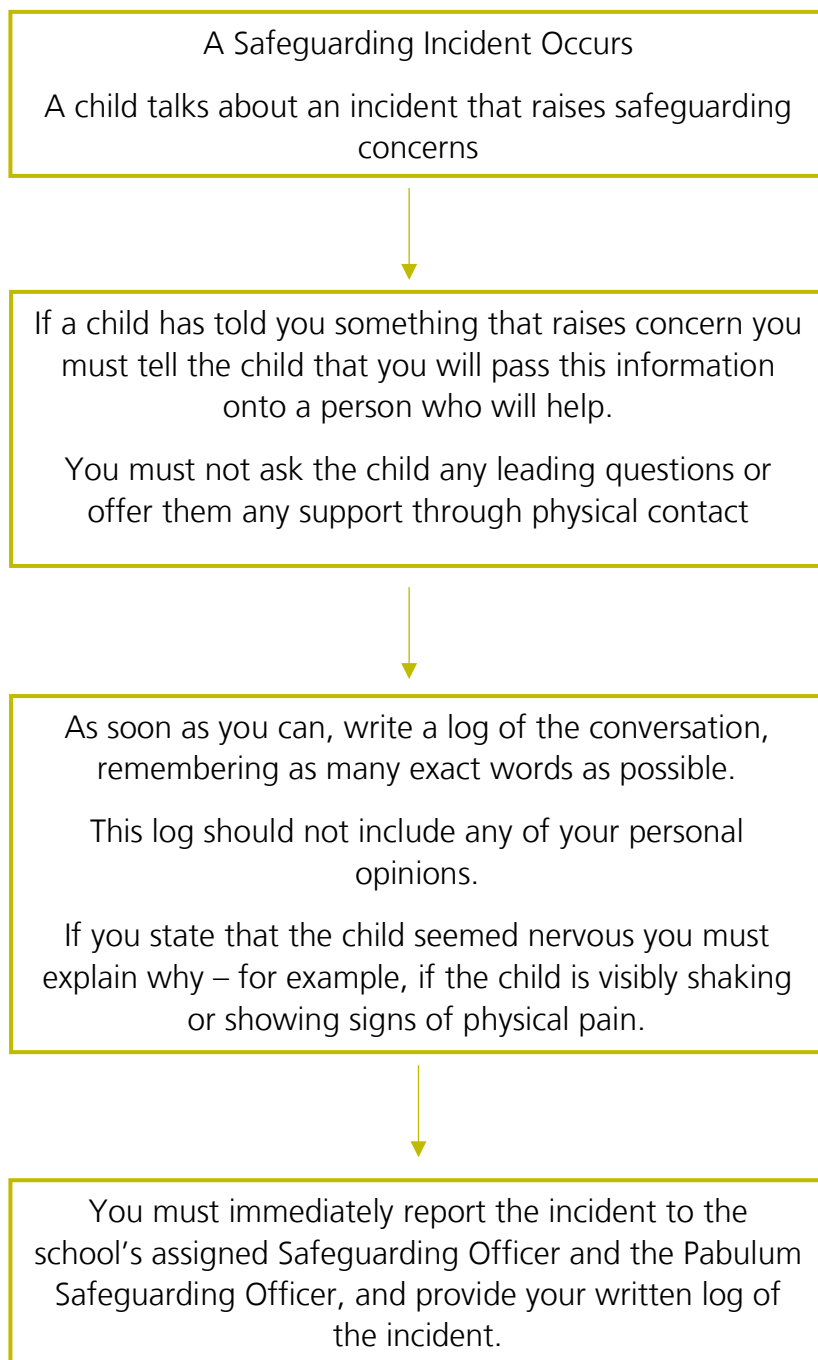 A Safeguarding Incident Occurs
A child talks about an incident that raises safeguarding
concerns
If a child has told you something that raises concern you
must tell the child that you will pass this information
onto a person who will help.
You must not ask the child any leading questions or
offer them any support through physical contact
As soon as you can, write a log of the conversation,
remembering as many exact words as possible.
This log should not include any of your personal
opinions.
If you state that the child seemed nervous you must
explain why – for example, if the child is visibly shaking
or showing signs of physical pain.
You must immediately report the incident to the
school’s assigned Safeguarding Officer and the Pabulum
Safeguarding Officer, and provide your written log of
the incident.